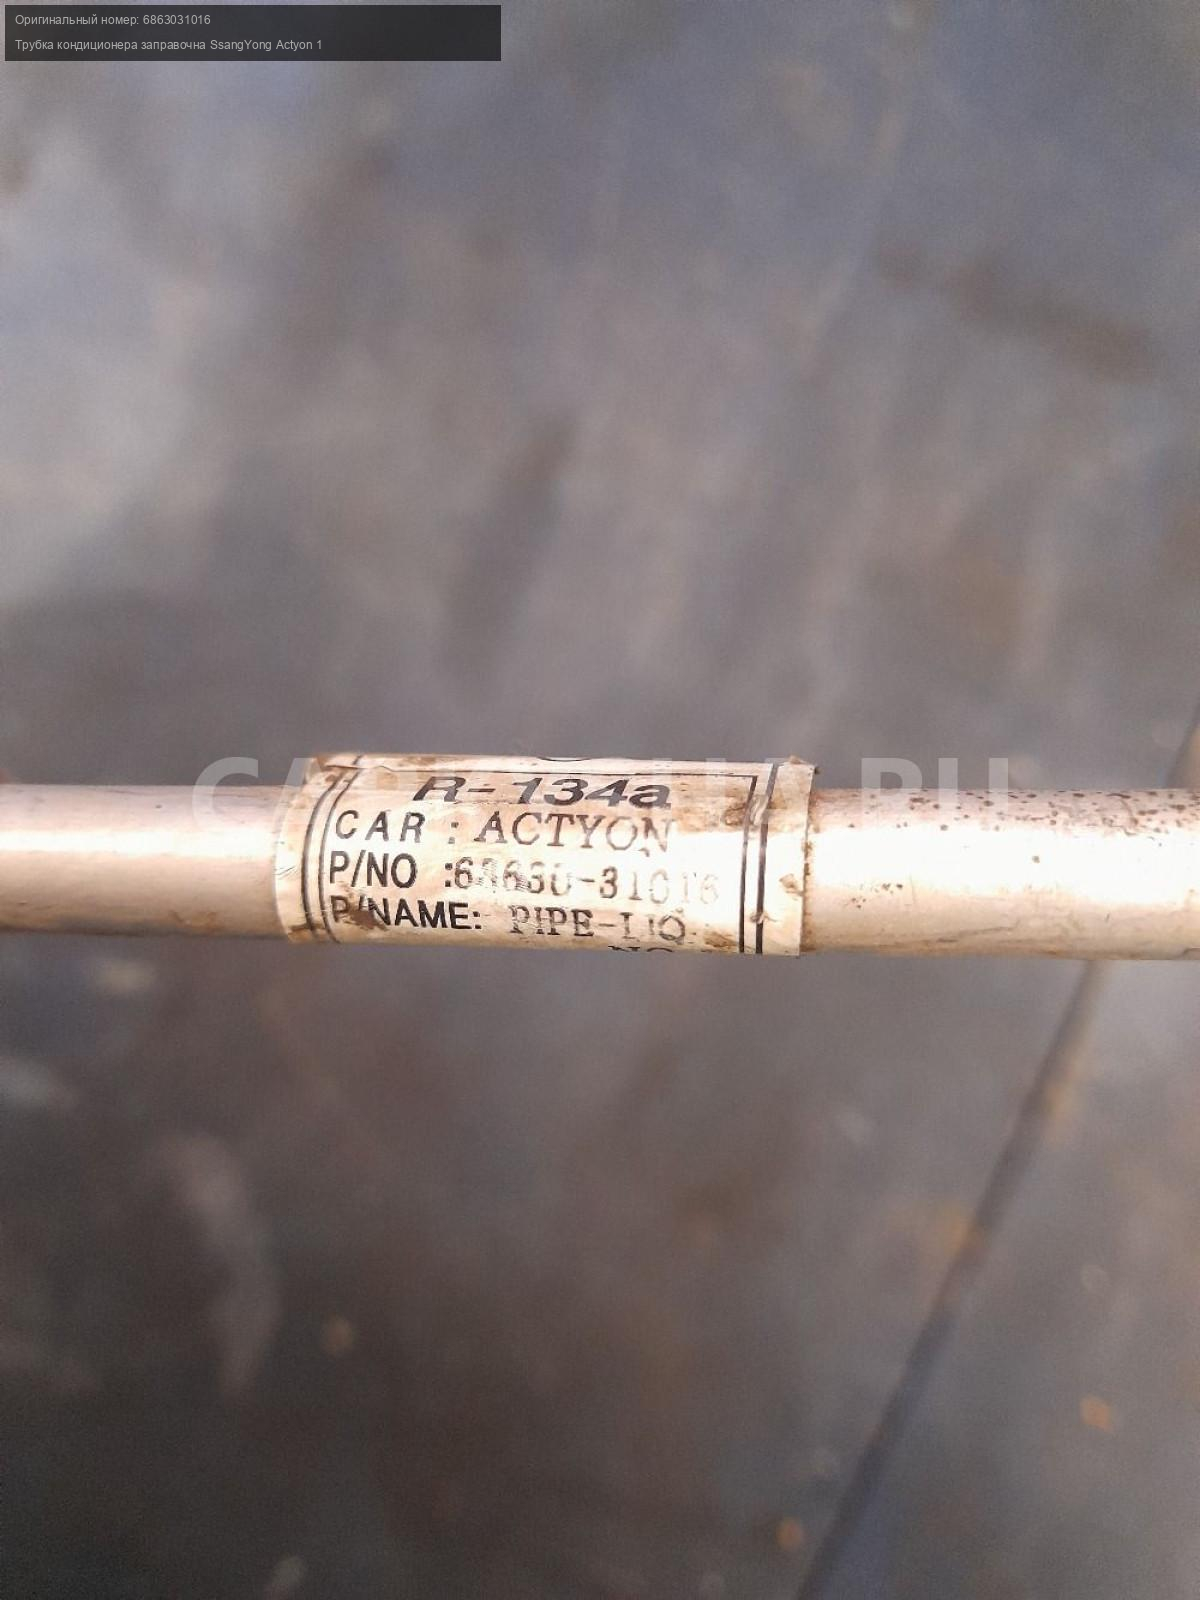 Оригинальный номер: 6863031016
Трубка кондиционера заправочна SsangYong Actyon 1
R-134a
CAR : ACTYON
P/NO :68630-31016
P/NAME: PIPE-LIQ